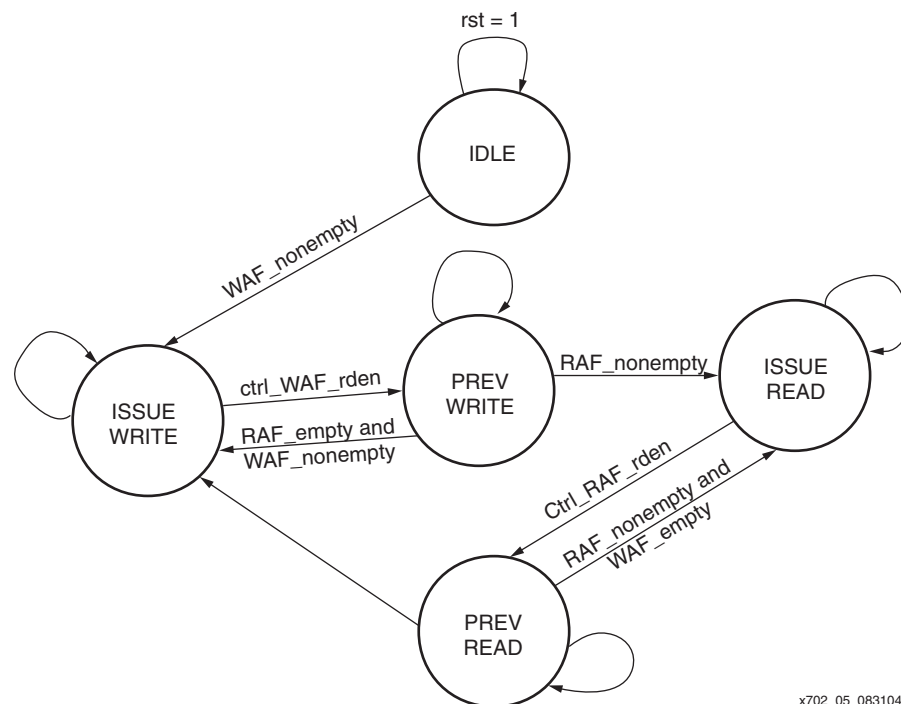 rst = 1
IDLE
WAF_nonempty
ctrl_WAF_rden
RAF_empty and
WAF_nonempty
ISSUE
WRITE
PREV
WRITE
RAF_nonempty
ISSUE
READ
Ctrl_RAF_rden
RAF_nonempty and
WAF_empty
PREV
READ
x702_05_083104